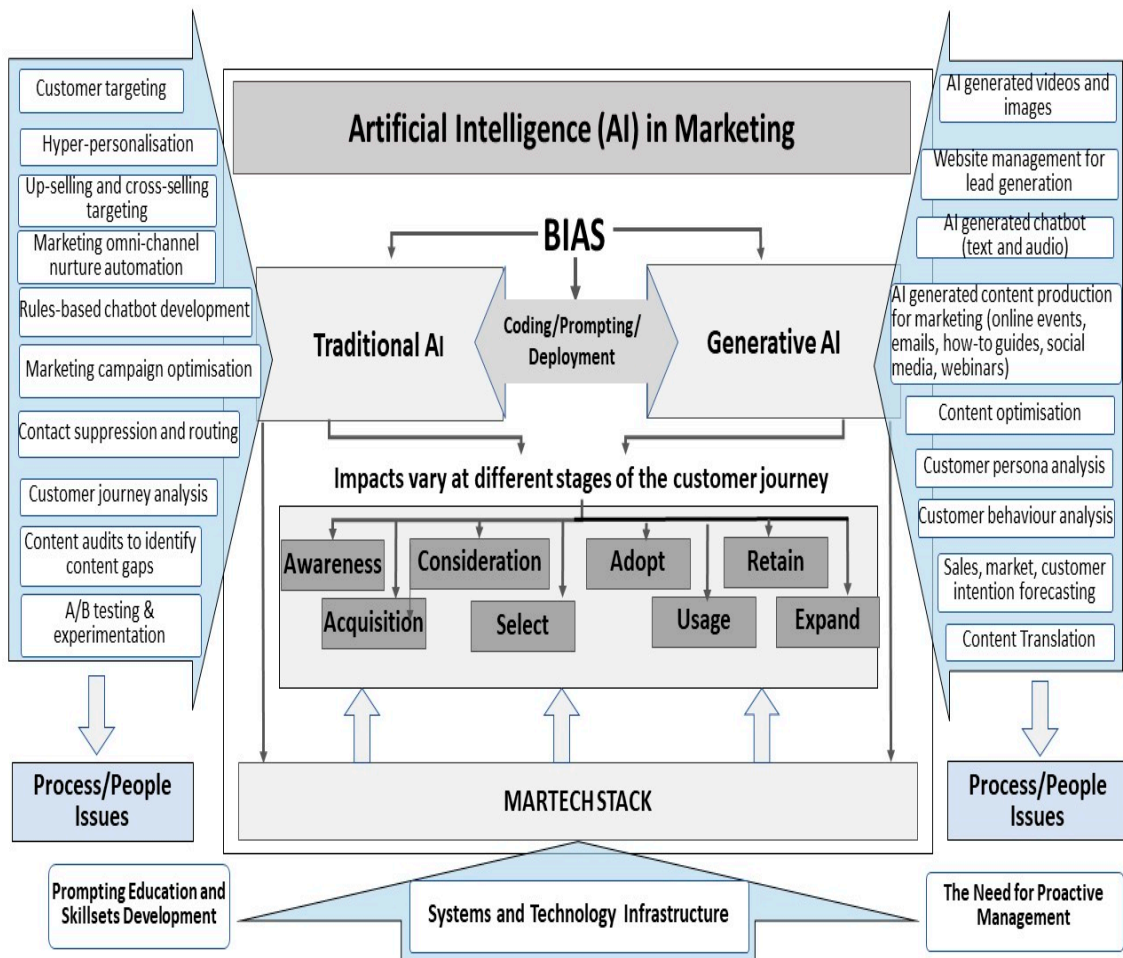 Artificial Intelligence (AI) in Marketing
Customer targeting
Hyper-personalisation
Up-selling and cross-selling
targeting
Marketing omni-channel
nurture automation
Rules-based chatbot development
Marketing campaign optimisation
Contact suppression and routing
Customer journey analysis
Content audits to identify
content gaps
A/B testing &
experimentation
Process/People
Issues
BIAS
Traditional AI
Coding/Prompting/
Deployment
Generative AI
Impacts vary at different stages of the customer journey
Awareness
Consideration
Adopt
Retain
Acquisition
Select
Usage
Expand
MARTECH STACK
AI generated videos and
images
Website management for
lead generation
AI generated chatbot
(text and audio)
AI generated content production
for marketing (online events,
emails, how-to guides, social
media, webinars)
Content optimisation
Customer persona analysis
Customer behaviour analysis
Sales, market, customer
intention forecasting
Content Translation
Process/People
Issues
Prompting Education and
Skillsets Development
Systems and Technology Infrastructure
The Need for Proactive
Management